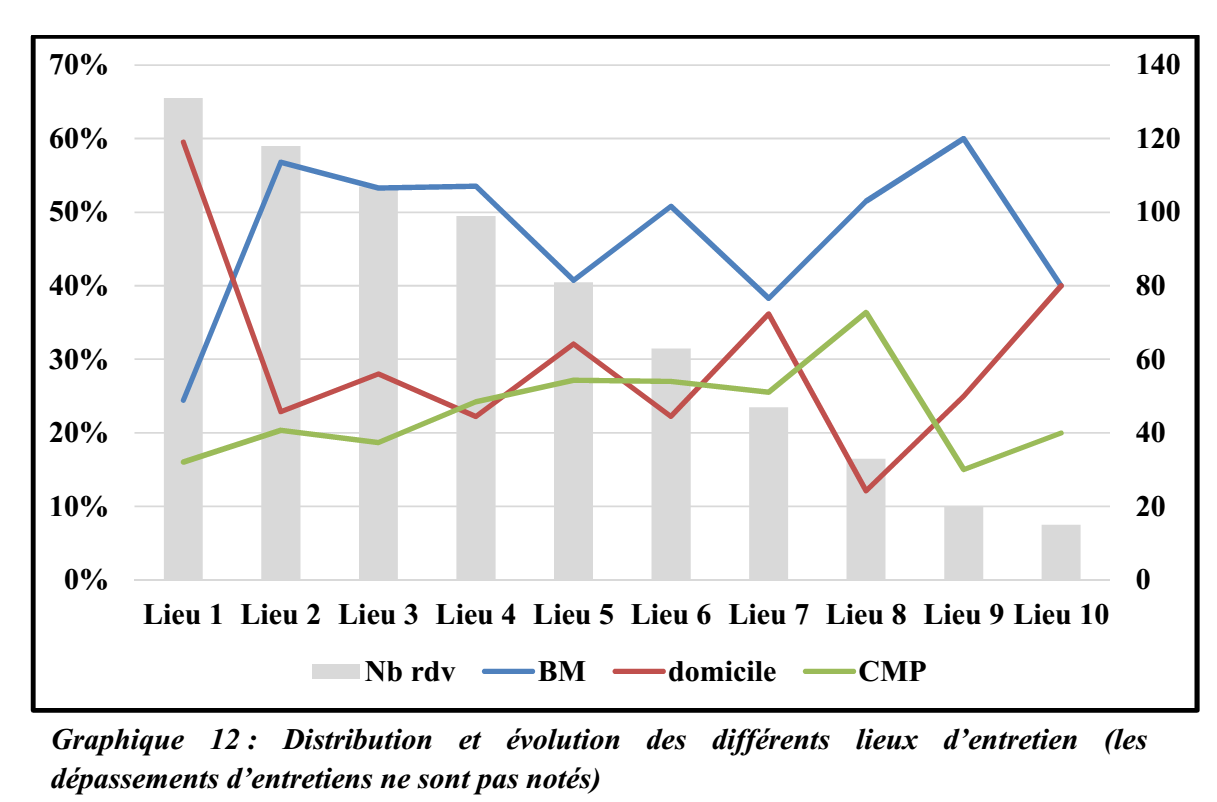 70% 140
60% 120
50% 100
40% 80
30% 60
20% 40
10% 20
0% 0
Lieu 1 Lieu 2 Lieu 3 Lieu 4 Lieu 5 Lieu 6 Lieu 7 Lieu 8 Lieu 9 Lieu 10
Nb rdv BM domicile CMP
Graphique 12 : Distribution et évolution des différents lieux d’entretien (les
dépassements d’entretiens ne sont pas notés)